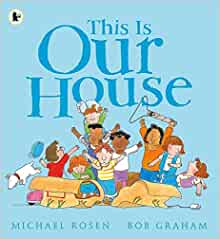 This Is
Our
House
MICHAEL ROSEN BOB GRAHAM